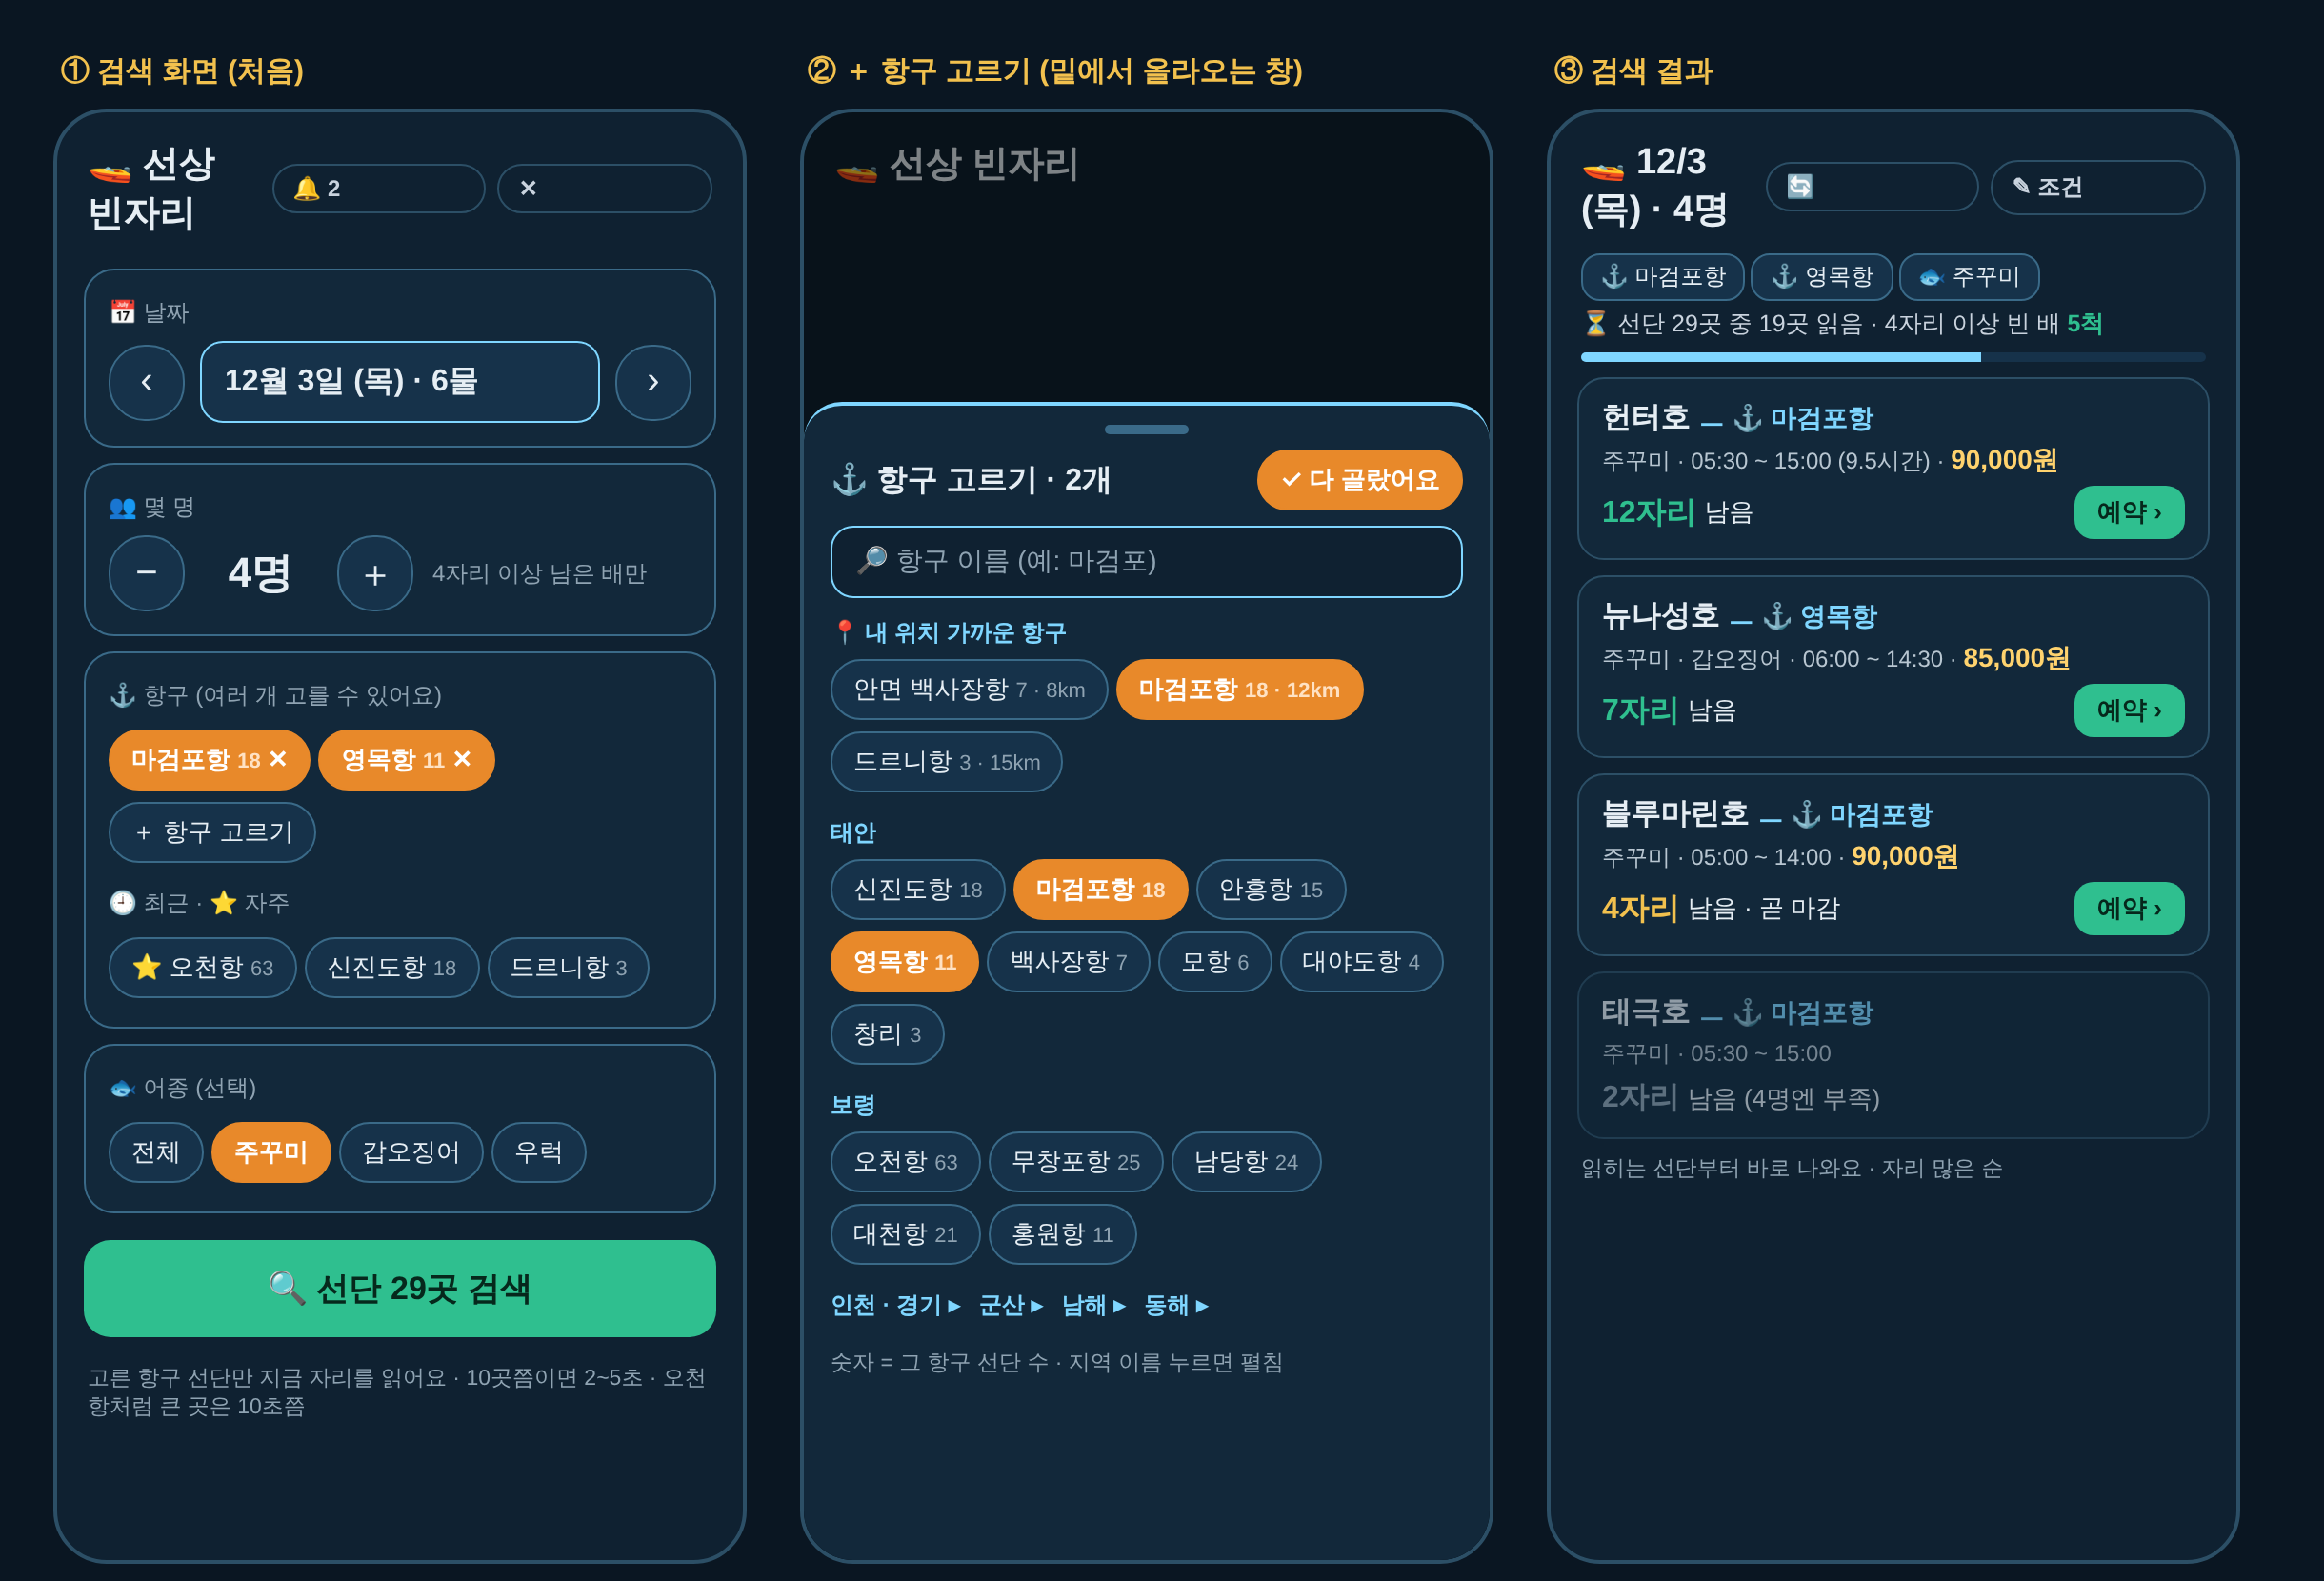 ① 검색 화면 (처음)
🚤 선상
빈자리
🔔 2
✕
📅 날짜
‹
12월 3일 (목) · 6물
›
👥 몇 명
−
4명
＋
4자리 이상 남은 배만
⚓ 항구 (여러 개 고를 수 있어요)
마검포항 18 ✕
영목항 11 ✕
＋ 항구 고르기
🕘 최근 · ⭐ 자주
⭐ 오천항 63
신진도항 18
드르니항 3
🐟 어종 (선택)
전체
주꾸미
갑오징어
우럭
🔍 선단 29곳 검색
고른 항구 선단만 지금 자리를 읽어요 · 10곳쯤이면 2~5초 · 오천
항처럼 큰 곳은 10초쯤
② ＋ 항구 고르기 (밑에서 올라오는 창)
🚤 선상 빈자리
⚓ 항구 고르기 · 2개
✓ 다 골랐어요
🔎 항구 이름 (예: 마검포)
📍 내 위치 가까운 항구
안면 백사장항 7 · 8km
마검포항 18 · 12km
드르니항 3 · 15km
태안
신진도항 18
마검포항 18
안흥항 15
영목항 11
백사장항 7
모항 6
대야도항 4
창리 3
보령
오천항 63
무창포항 25
남당항 24
대천항 21
홍원항 11
인천 · 경기 ▸ 군산 ▸ 남해 ▸ 동해 ▸
숫자 = 그 항구 선단 수 · 지역 이름 누르면 펼침
③ 검색 결과
🚤 12/3
(목) · 4명
🔄
✎ 조건
⚓ 마검포항
⚓ 영목항
🐟 주꾸미
⏳ 선단 29곳 중 19곳 읽음 · 4자리 이상 빈 배 5척
헌터호 — ⚓ 마검포항
주꾸미 · 05:30 ~ 15:00 (9.5시간) · 90,000원
12자리 남음
예약 ›
뉴나성호 — ⚓ 영목항
주꾸미 · 갑오징어 · 06:00 ~ 14:30 · 85,000원
7자리 남음
예약 ›
블루마린호 — ⚓ 마검포항
주꾸미 · 05:00 ~ 14:00 · 90,000원
4자리 남음 · 곧 마감
예약 ›
태극호 — ⚓ 마검포항
주꾸미 · 05:30 ~ 15:00
2자리 남음 (4명엔 부족)
읽히는 선단부터 바로 나와요 · 자리 많은 순